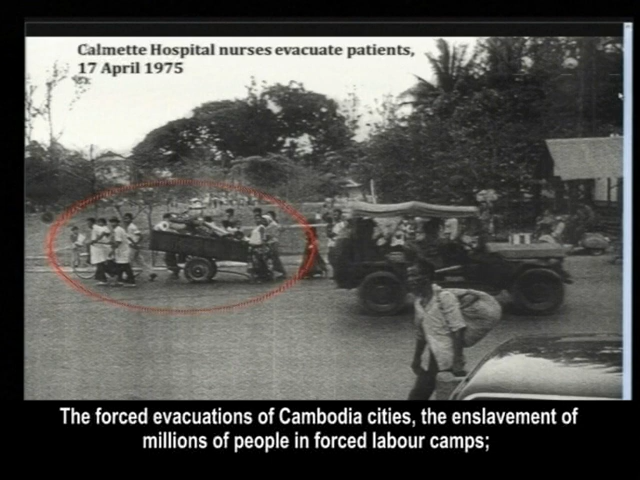 Calmette Hospital nurses evacuate patients,
17 April 1975
The forced evacuations of Cambodia cities, the enslavement of
millions of people in forced labour camps;